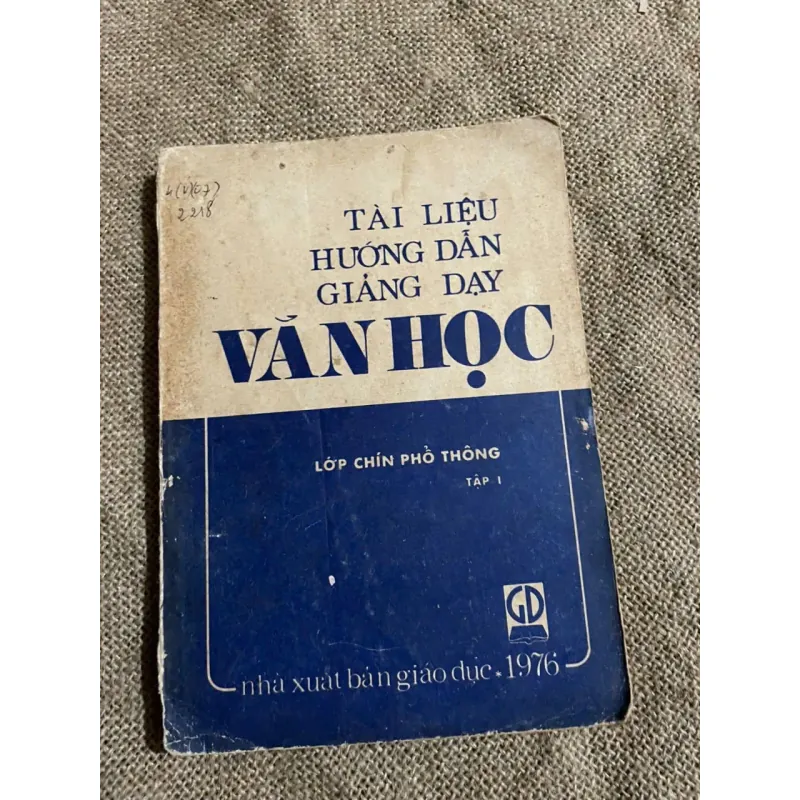 4(V)(07)
2218
TÀI LIỆU
HƯỚNG DẪN
GIẢNG DẠY
VĂN HỌC
LỚP CHÍN PHỔ THÔNG
TẬP I
GD
nhà xuất bản giáo dục * 1976